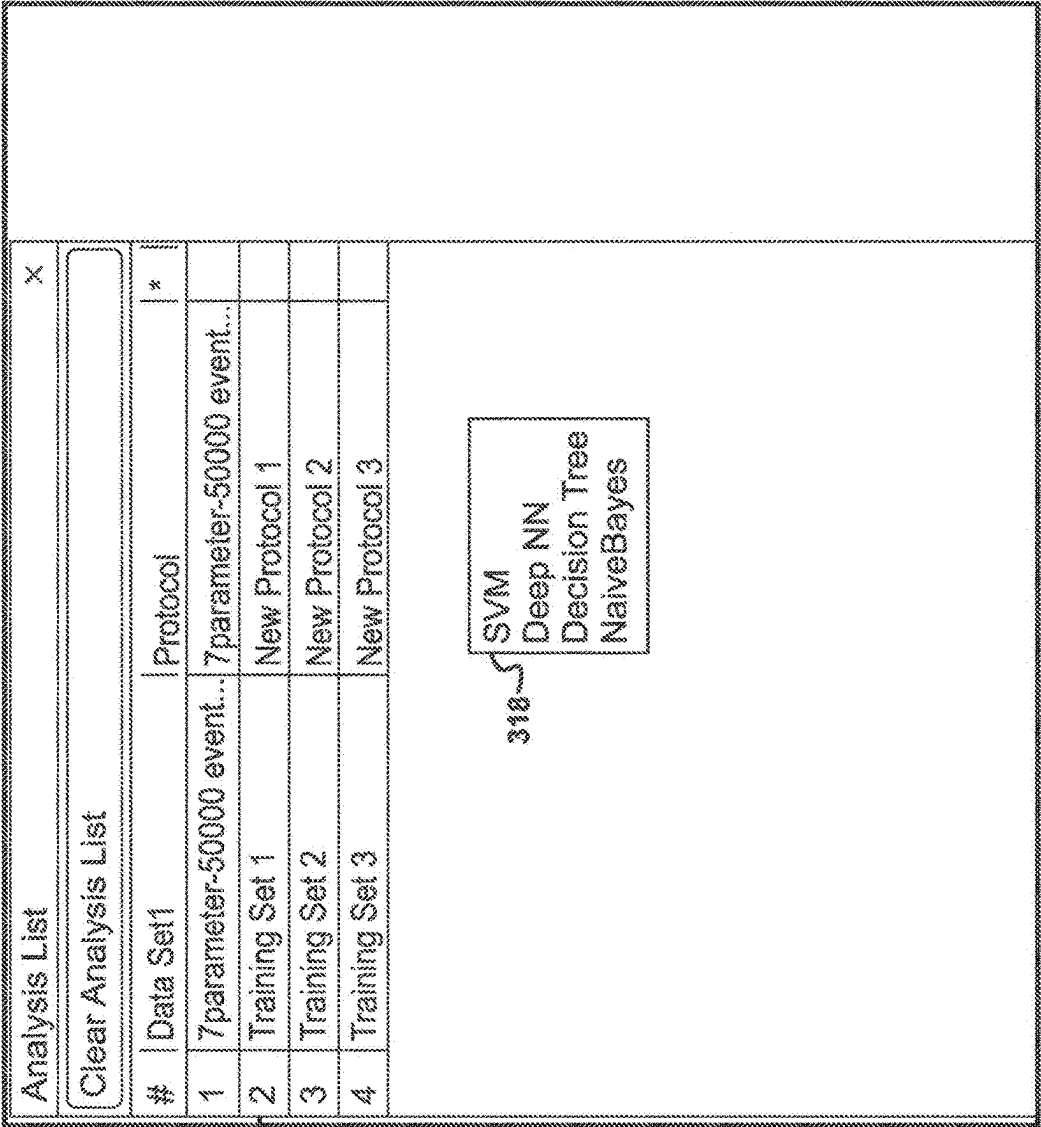 Analysis List ×
Clear Analysis List
# Data Set1 Protocol *
1 7parameter-50000 event... 7parameter-50000 event...
2 Training Set 1 New Protocol 1
3 Training Set 2 New Protocol 2
4 Training Set 3 New Protocol 3
318
SVM
Deep NN
Decision Tree
NaiveBayes